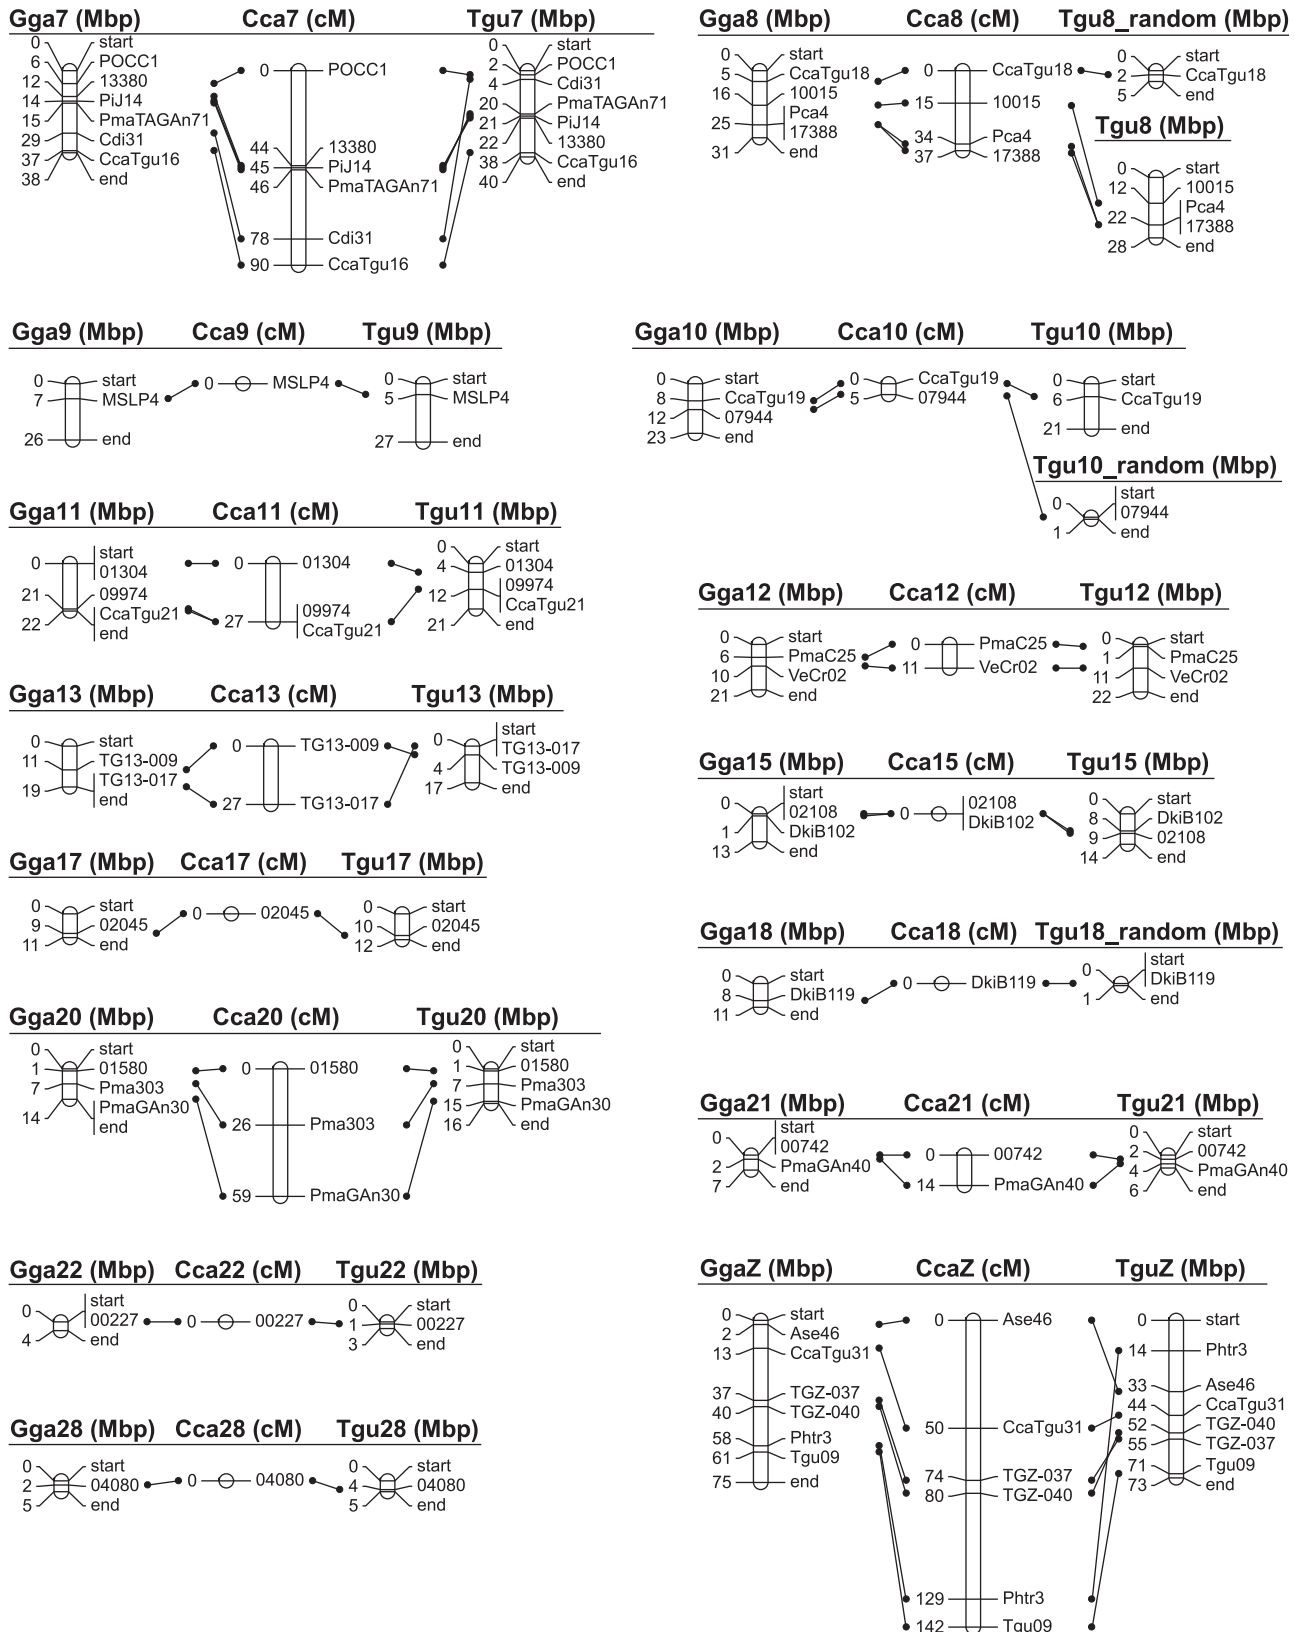 Gga7 (Mbp) Cca7 (cM) Tgu7 (Mbp)
0 start
6 POCC1
12 13380
14 PiJ14
15 PmaTAGAn71
29 Cdi31
37 CcaTgu16
38 end
0 POCC1
44 13380
45 PiJ14
46 PmaTAGAn71
78 Cdi31
90 CcaTgu16
0 start
2 POCC1
4 Cdi31
20 PmaTAGAn71
21 PiJ14
22 13380
38 CcaTgu16
40 end
Gga8 (Mbp) Cca8 (cM) Tgu8_random (Mbp)
0 start
5 CcaTgu18
16 10015
25 Pca4
17388
31 end
0 CcaTgu18
15 10015
34 Pca4
37 17388
0 start
2 CcaTgu18
5 end
Tgu8 (Mbp)
0 start
12 10015
22 Pca4
17388
28 end
Gga9 (Mbp) Cca9 (cM) Tgu9 (Mbp)
0 start
7 MSLP4
26 end
0 MSLP4
0 start
5 MSLP4
27 end
Gga10 (Mbp) Cca10 (cM) Tgu10 (Mbp)
0 start
8 CcaTgu19
12 07944
23 end
0 CcaTgu19
5 07944
0 start
6 CcaTgu19
21 end
Tgu10_random (Mbp)
0 start
07944
1 end
Gga11 (Mbp) Cca11 (cM) Tgu11 (Mbp)
0 start
01304
21 09974
CcaTgu21
22 end
0 01304
27 09974
CcaTgu21
0 start
4 01304
12 09974
CcaTgu21
21 end
Gga12 (Mbp) Cca12 (cM) Tgu12 (Mbp)
0 start
6 PmaC25
10 VeCr02
21 end
0 PmaC25
11 VeCr02
0 start
1 PmaC25
11 VeCr02
22 end
Gga13 (Mbp) Cca13 (cM) Tgu13 (Mbp)
0 start
11 TG13-009
19 TG13-017
end
0 TG13-009
27 TG13-017
0 start
TG13-017
4 TG13-009
17 end
Gga15 (Mbp) Cca15 (cM) Tgu15 (Mbp)
0 start
02108
1 DkiB102
13 end
0 02108
DkiB102
0 start
8 DkiB102
9 02108
14 end
Gga17 (Mbp) Cca17 (cM) Tgu17 (Mbp)
0 start
9 02045
11 end
0 02045
0 start
10 02045
12 end
Gga18 (Mbp) Cca18 (cM) Tgu18_random (Mbp)
0 start
8 DkiB119
11 end
0 DkiB119
0 start
DkiB119
1 end
Gga20 (Mbp) Cca20 (cM) Tgu20 (Mbp)
0 start
1 01580
7 Pma303
14 PmaGAn30
end
0 01580
26 Pma303
59 PmaGAn30
0 start
1 01580
7 Pma303
15 PmaGAn30
16 end
Gga21 (Mbp) Cca21 (cM) Tgu21 (Mbp)
0 start
00742
2 PmaGAn40
7 end
0 00742
14 PmaGAn40
0 start
2 00742
4 PmaGAn40
6 end
Gga22 (Mbp) Cca22 (cM) Tgu22 (Mbp)
0 start
00227
4 end
0 00227
0 start
1 00227
3 end
GgaZ (Mbp) CcaZ (cM) TguZ (Mbp)
0 start
2 Ase46
13 CcaTgu31
37 TGZ-037
40 TGZ-040
58 Phtr3
61 Tgu09
75 end
0 Ase46
50 CcaTgu31
74 TGZ-037
80 TGZ-040
129 Phtr3
142 Tgu09
0 start
14 Phtr3
33 Ase46
44 CcaTgu31
52 TGZ-040
55 TGZ-037
71 Tgu09
73 end
Gga28 (Mbp) Cca28 (cM) Tgu28 (Mbp)
0 start
2 04080
5 end
0 04080
0 start
4 04080
5 end